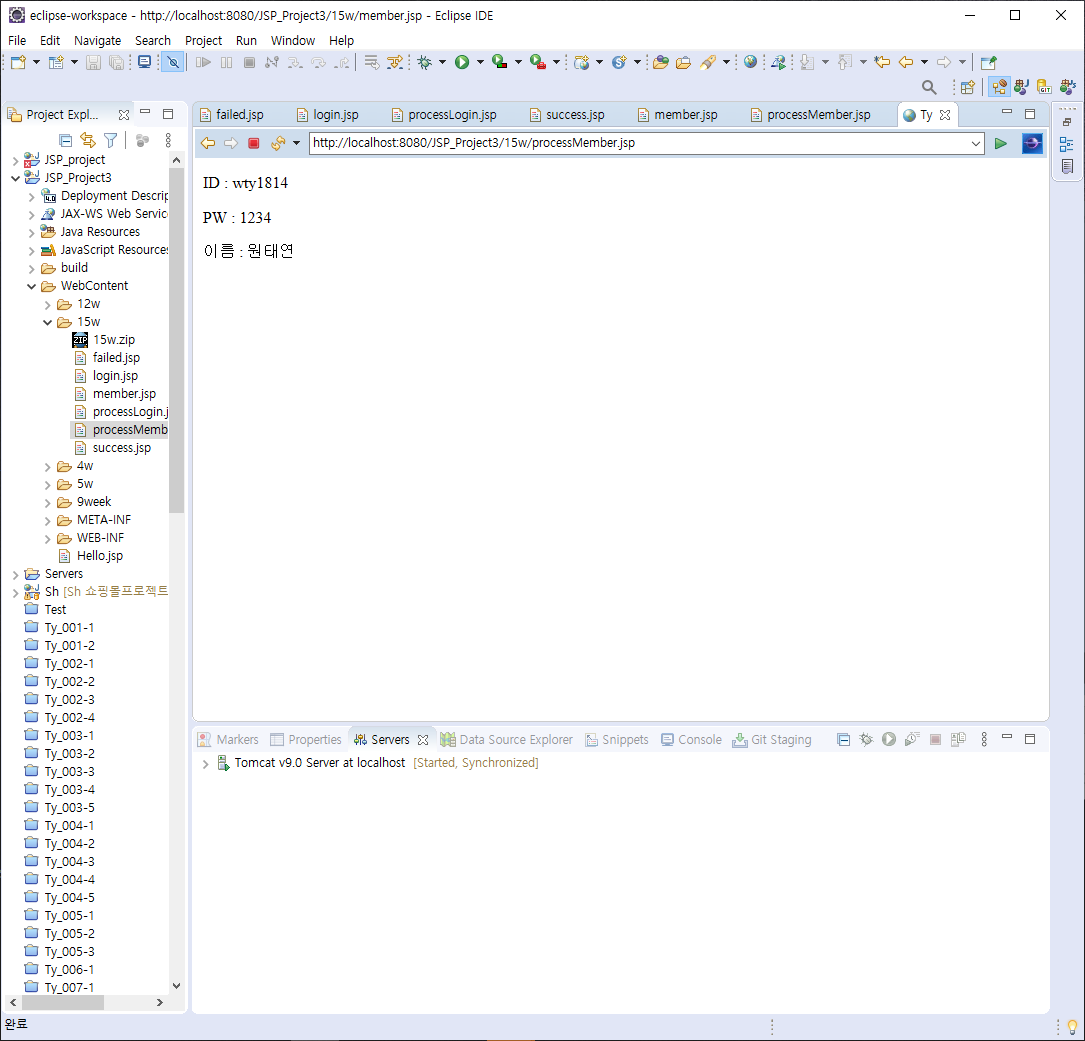 eclipse-workspace - http://localhost:8080/JSP_Project3/15w/member.jsp - Eclipse IDE
File Edit Navigate Search Project Run Window Help
Project Expl...
failed.jsp login.jsp processLogin.jsp success.jsp member.jsp processMember.jsp Ty
http://localhost:8080/JSP_Project3/15w/processMember.jsp
ID : wty1814
PW : 1234
이름 : 원태연
JSP_project
JSP_Project3
Deployment Descrip
JAX-WS Web Servic
Java Resources
JavaScript Resources
build
WebContent
12w
15w
ZIP 15w.zip
failed.jsp
login.jsp
member.jsp
processLogin.j
processMemb
success.jsp
4w
5w
9week
META-INF
WEB-INF
Hello.jsp
Servers
Sh [Sh 쇼핑몰프로젝트
Test
Ty_001-1
Ty_001-2
Ty_002-1
Ty_002-2
Ty_002-3
Ty_002-4
Ty_003-1
Ty_003-2
Ty_003-3
Ty_003-4
Ty_003-5
Ty_004-1
Ty_004-2
Ty_004-3
Ty_004-4
Ty_004-5
Ty_005-1
Ty_005-2
Ty_005-3
Ty_006-1
Ty_007-1
Markers Properties Servers Data Source Explorer Snippets Console Git Staging
Tomcat v9.0 Server at localhost [Started, Synchronized]
완료